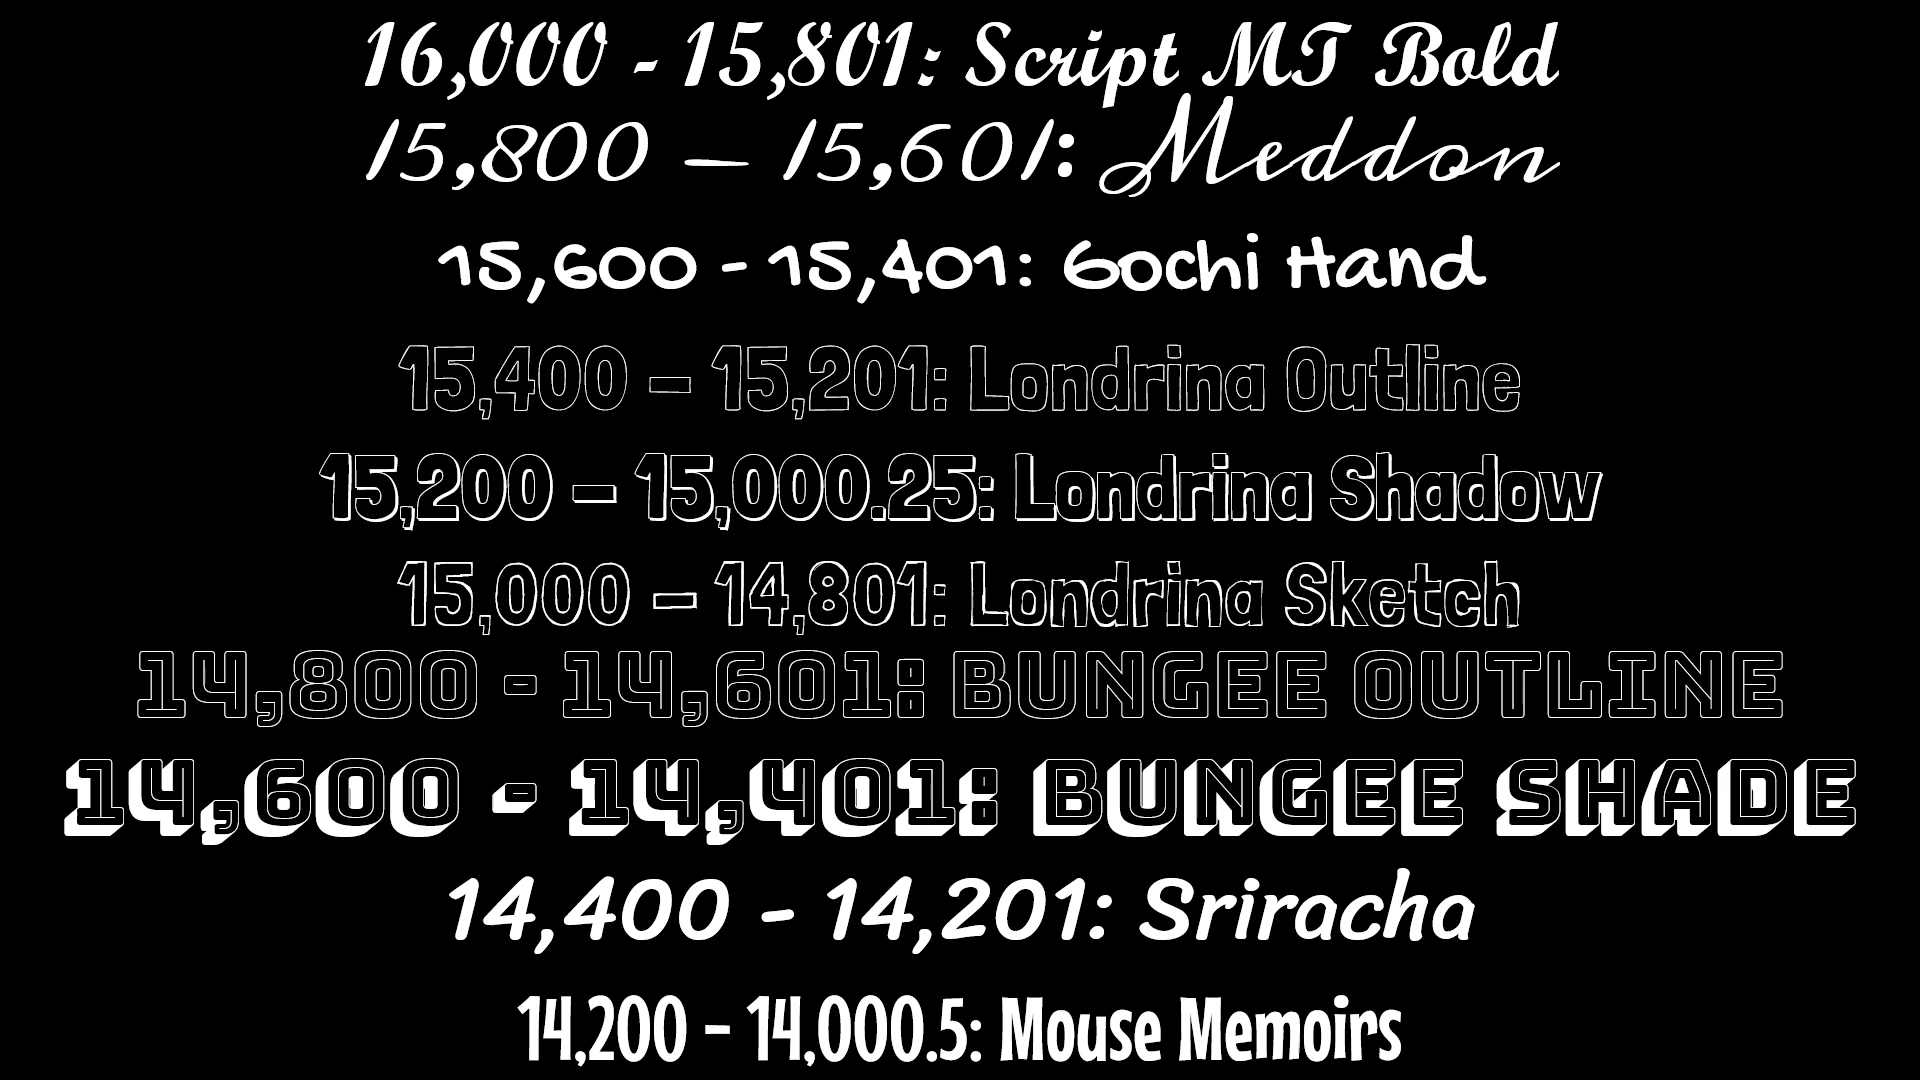 16,000 - 15,801: Script MT Bold
15,800 – 15,601: Meddon
15,600 - 15,401: Gochi Hand
15,400 – 15,201: Londrina Outline
15,200 – 15,000.25: Londrina Shadow
15,000 – 14,801: Londrina Sketch
14,800 - 14,601: BUNGEE OUTLINE
14,600 - 14,401: BUNGEE SHADE
14,400 - 14,201: Sriracha
14,200 – 14,000.5: Mouse Memoirs